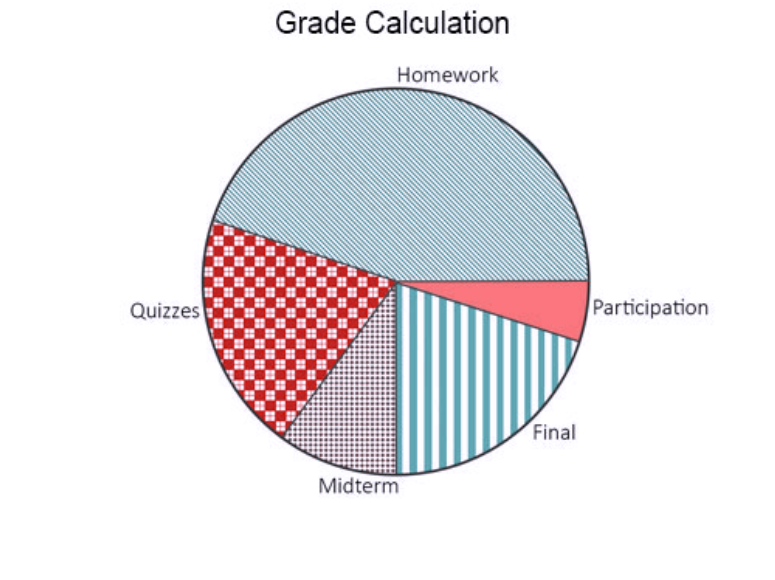 Grade Calculation
Homework
Quizzes
Participation
Final
Midterm